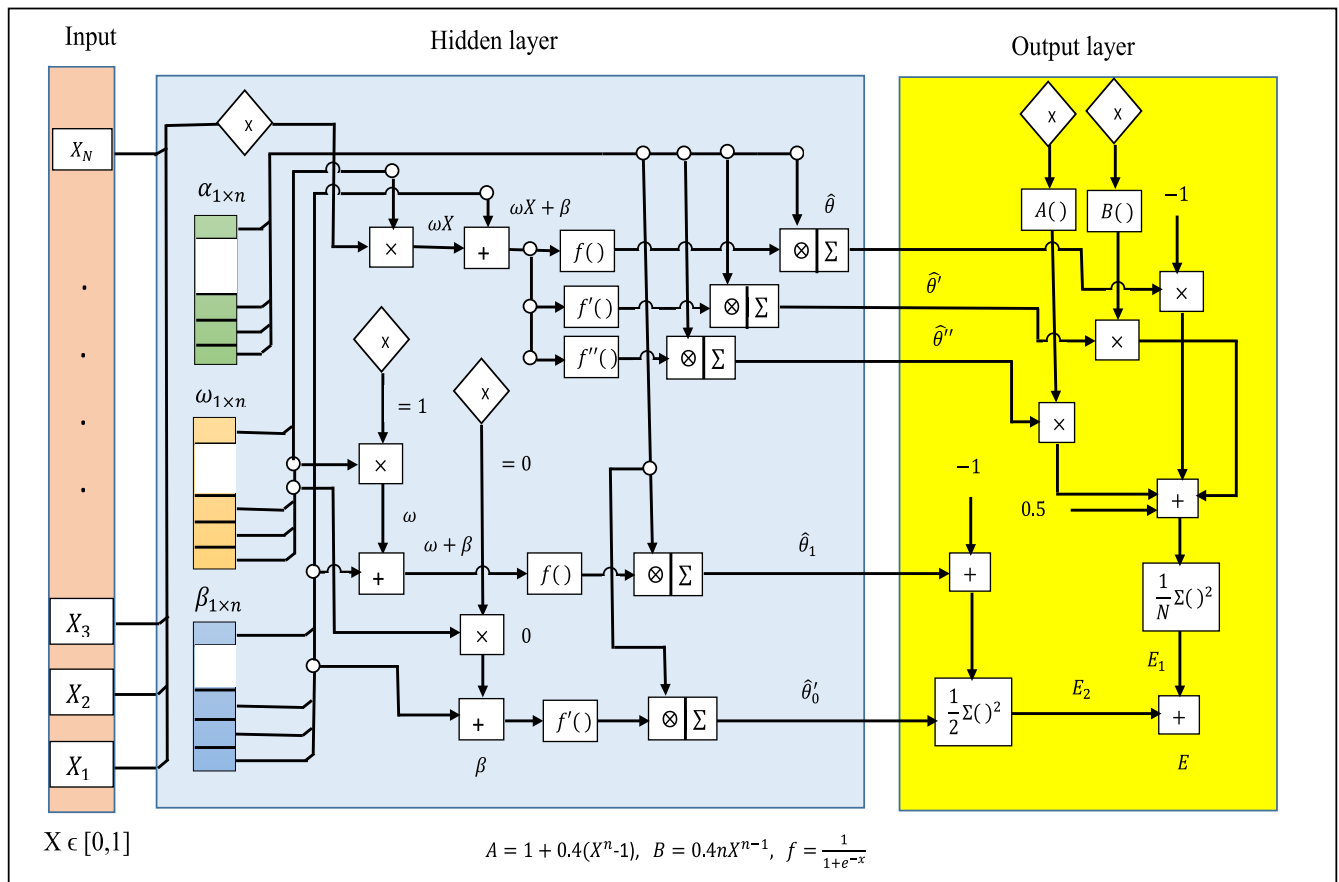 Input
Hidden layer
Output layer
X
X
X
X_N
α_{1×n}
ωX
ωX + β
θ̂
A( )
B( )
−1
×
+
f( )
⊗ Σ
θ̂′
×
f′( )
⊗ Σ
θ̂′′
×
f′′( )
⊗ Σ
X
= 1
X
ω_{1×n}
= 0
×
×
−1
0.5
+
ω
ω + β
θ̂_1
+
f( )
⊗ Σ
+
β_{1×n}
1/N Σ( )²
X_3
×
0
E_1
X_2
θ̂′_0
E_2
+
f′( )
⊗ Σ
1/2 Σ( )²
+
X_1
β
E
X ϵ [0,1]
A = 1 + 0.4(X^n-1), B = 0.4nX^{n−1}, f = 1/(1+e^{−x})